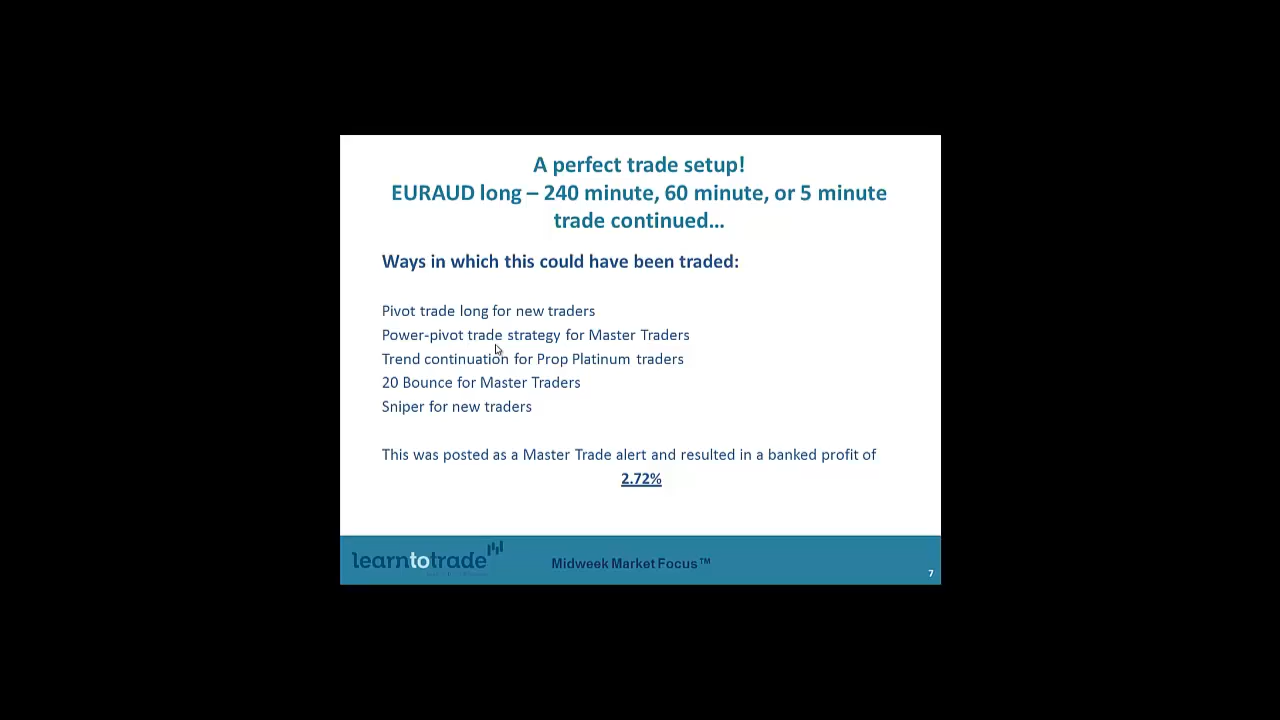 A perfect trade setup!
EURAUD long – 240 minute, 60 minute, or 5 minute
trade continued…
Ways in which this could have been traded:
Pivot trade long for new traders
Power-pivot trade strategy for Master Traders
Trend continuation for Prop Platinum traders
20 Bounce for Master Traders
Sniper for new traders
This was posted as a Master Trade alert and resulted in a banked profit of
2.72%
learntotrade
Midweek Market Focus™
7